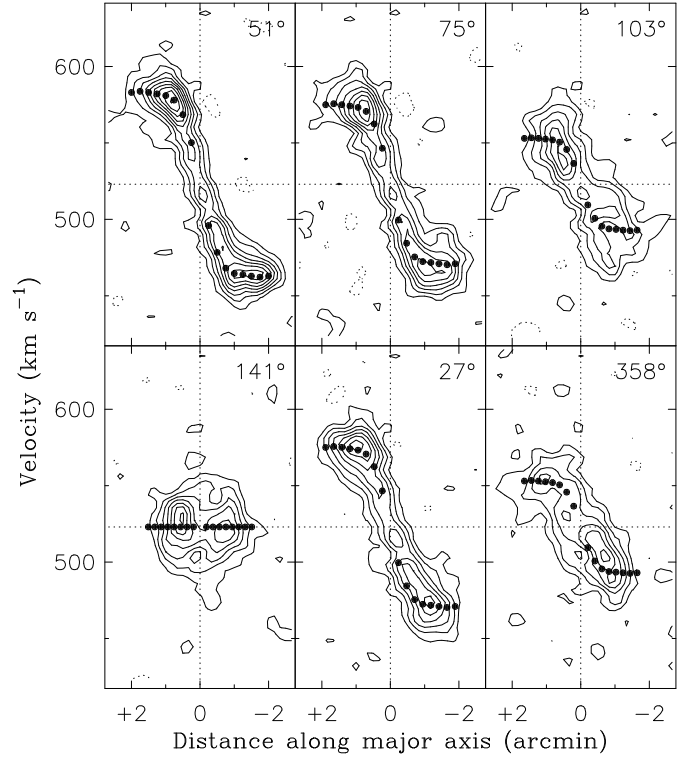 51° 75° 103°
600
500
Velocity (km s⁻¹)
141° 27° 358°
600
500
+2 0 −2 +2 0 −2 +2 0 −2
Distance along major axis (arcmin)